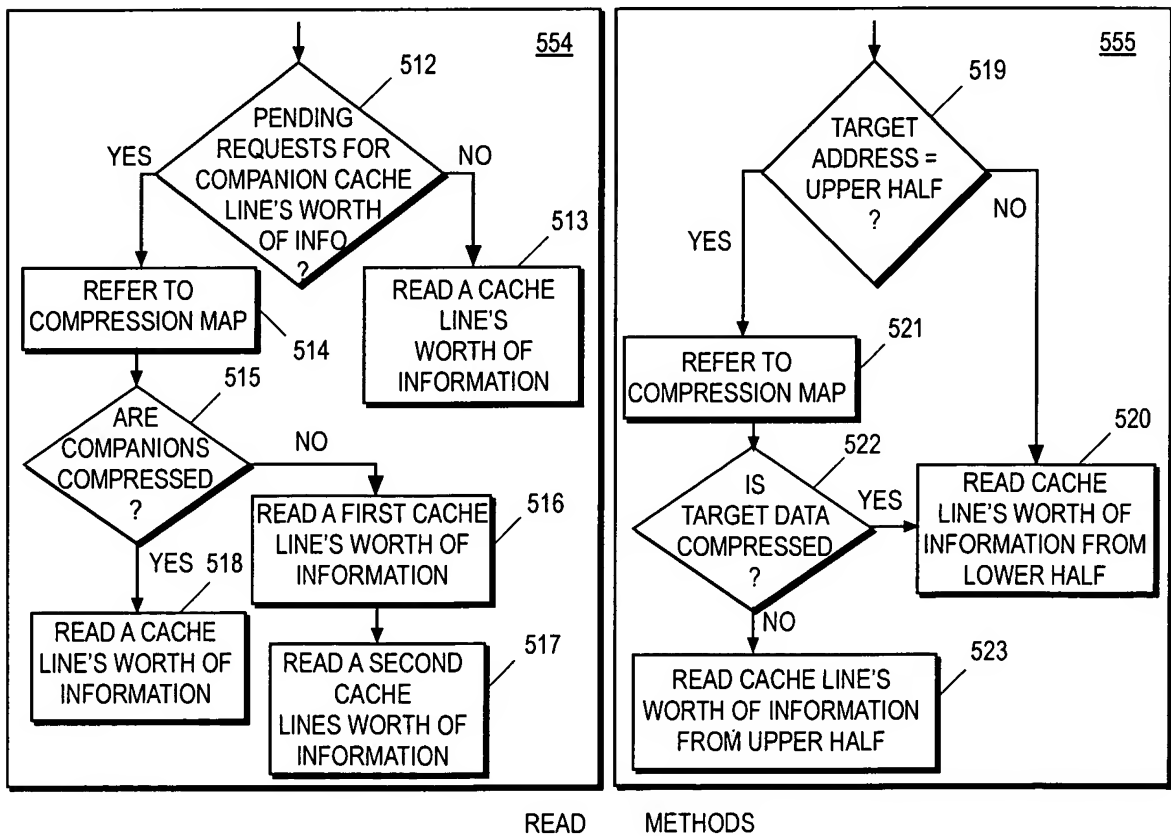 554
512
PENDING
REQUESTS FOR
COMPANION CACHE
LINE'S WORTH
OF INFO
?
YES
NO
513
REFER TO
COMPRESSION MAP
514
READ A CACHE
LINE'S
WORTH OF
INFORMATION
515
ARE
COMPANIONS
COMPRESSED
?
NO
YES
516
READ A FIRST CACHE
LINE'S WORTH OF
INFORMATION
518
READ A CACHE
LINE'S WORTH OF
INFORMATION
517
READ A SECOND
CACHE
LINES WORTH OF
INFORMATION
555
519
TARGET
ADDRESS =
UPPER HALF
?
YES
NO
521
REFER TO
COMPRESSION MAP
522
IS
TARGET DATA
COMPRESSED
?
YES
NO
520
READ CACHE
LINE'S WORTH OF
INFORMATION FROM
LOWER HALF
523
READ CACHE LINE'S
WORTH OF INFORMATION
FROM UPPER HALF
READ METHODS